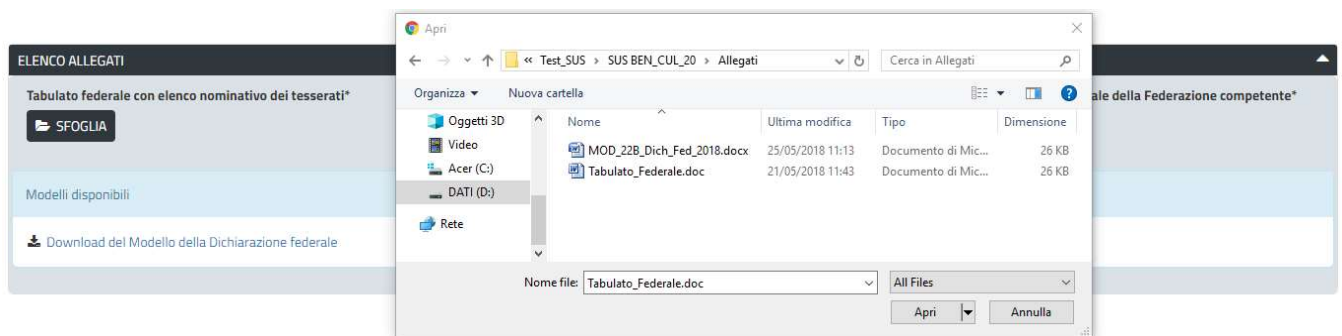 Apri
« Test_SUS › SUS BEN_CUL_20 › Allegati
Cerca in Allegati
Organizza
Nuova cartella
Oggetti 3D
Video
Acer (C:)
DATI (D:)
Rete
Nome Ultima modifica Tipo Dimensione
MOD_22B_Dich_Fed_2018.docx 25/05/2018 11:13 Documento di Mic... 26 KB
Tabulato_Federale.doc 21/05/2018 11:43 Documento di Mic... 26 KB
Nome file: Tabulato_Federale.doc
All Files
Apri
Annulla
ELENCO ALLEGATI
Tabulato federale con elenco nominativo dei tesserati*
ale della Federazione competente*
SFOGLIA
Modelli disponibili
Download del Modello della Dichiarazione federale